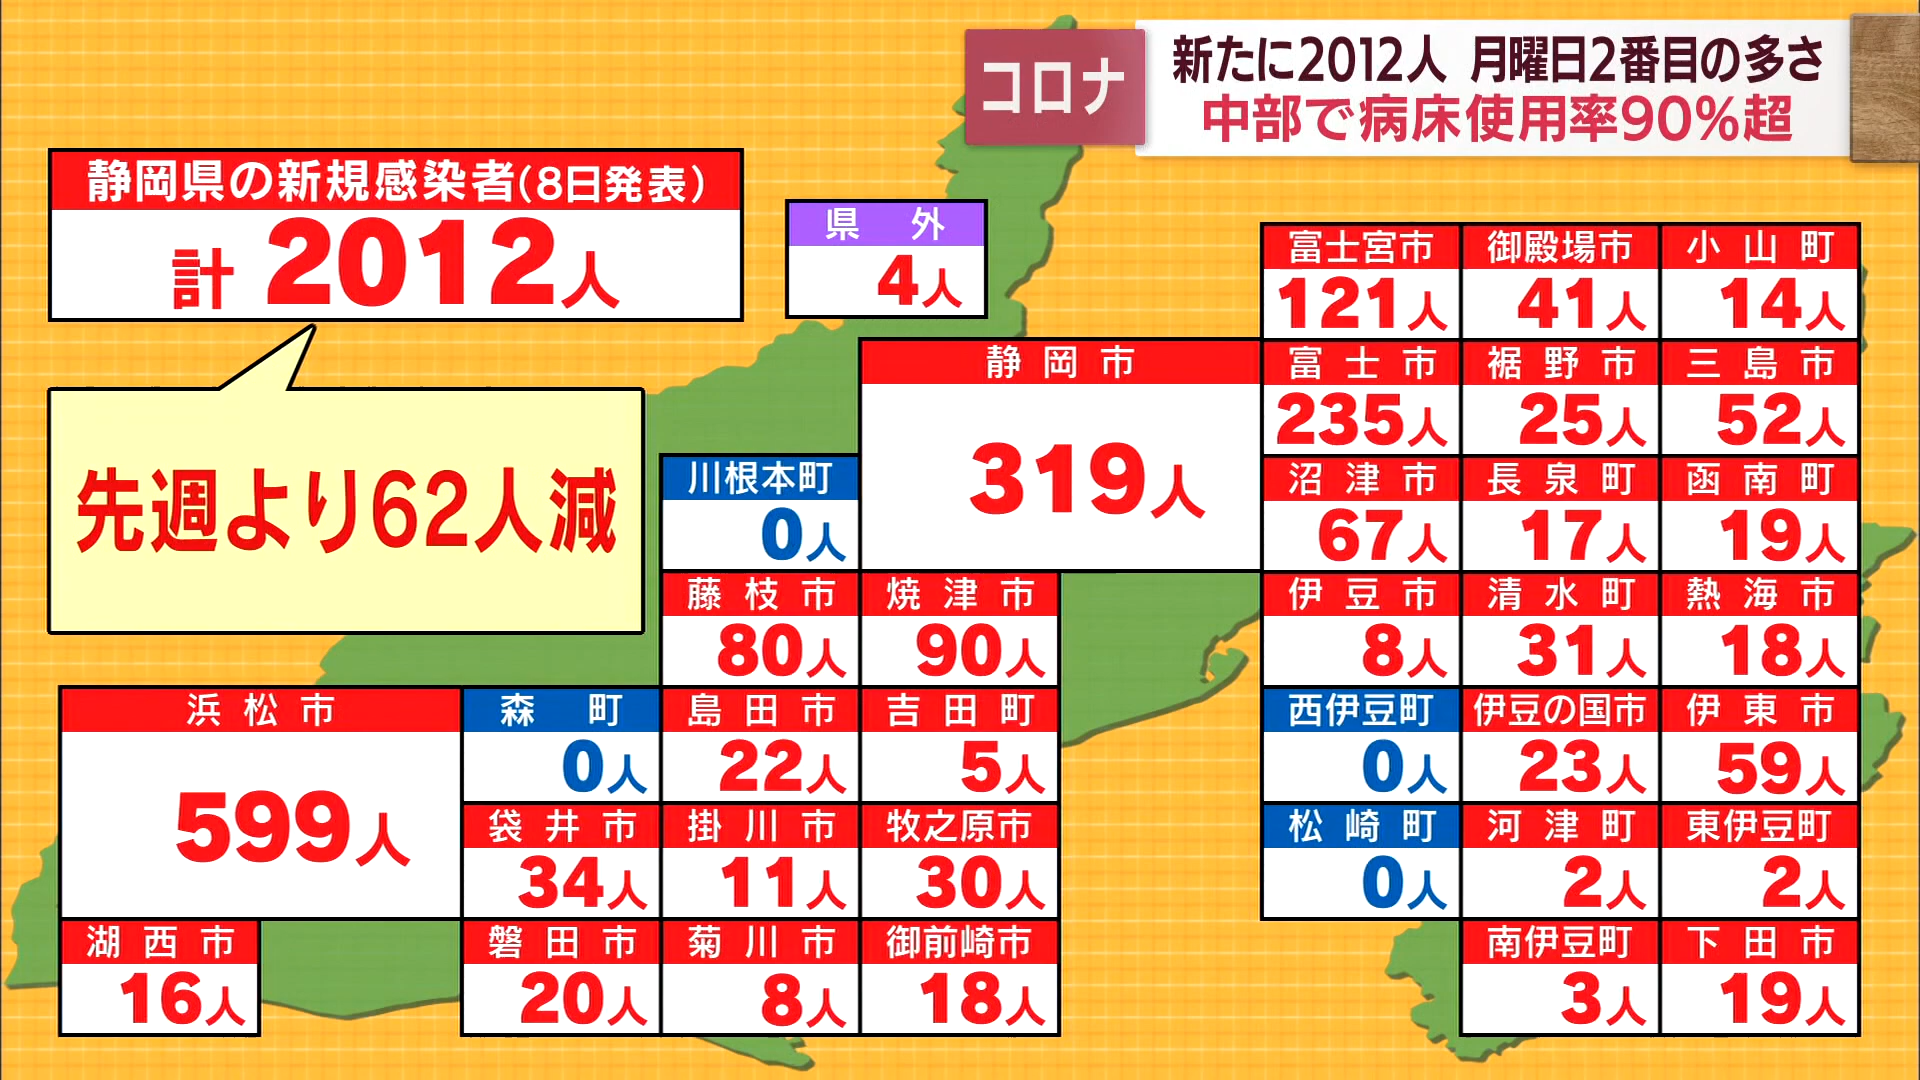 コロナ
新たに2012人 月曜日2番目の多さ
中部で病床使用率90%超
静岡県の新規感染者(8日発表)
計 2012人
先週より62人減
県 外
4人
富士宮市
121人
御殿場市
41人
小山町
14人
静岡市
319人
富士市
235人
裾野市
25人
三島市
52人
川根本町
0人
沼津市
67人
長泉町
17人
函南町
19人
藤枝市
80人
焼津市
90人
伊豆市
8人
清水町
31人
熱海市
18人
浜松市
599人
森町
0人
島田市
22人
吉田町
5人
西伊豆町
0人
伊豆の国市
23人
伊東市
59人
袋井市
34人
掛川市
11人
牧之原市
30人
松崎町
0人
河津町
2人
東伊豆町
2人
湖西市
16人
磐田市
20人
菊川市
8人
御前崎市
18人
南伊豆町
3人
下田市
19人